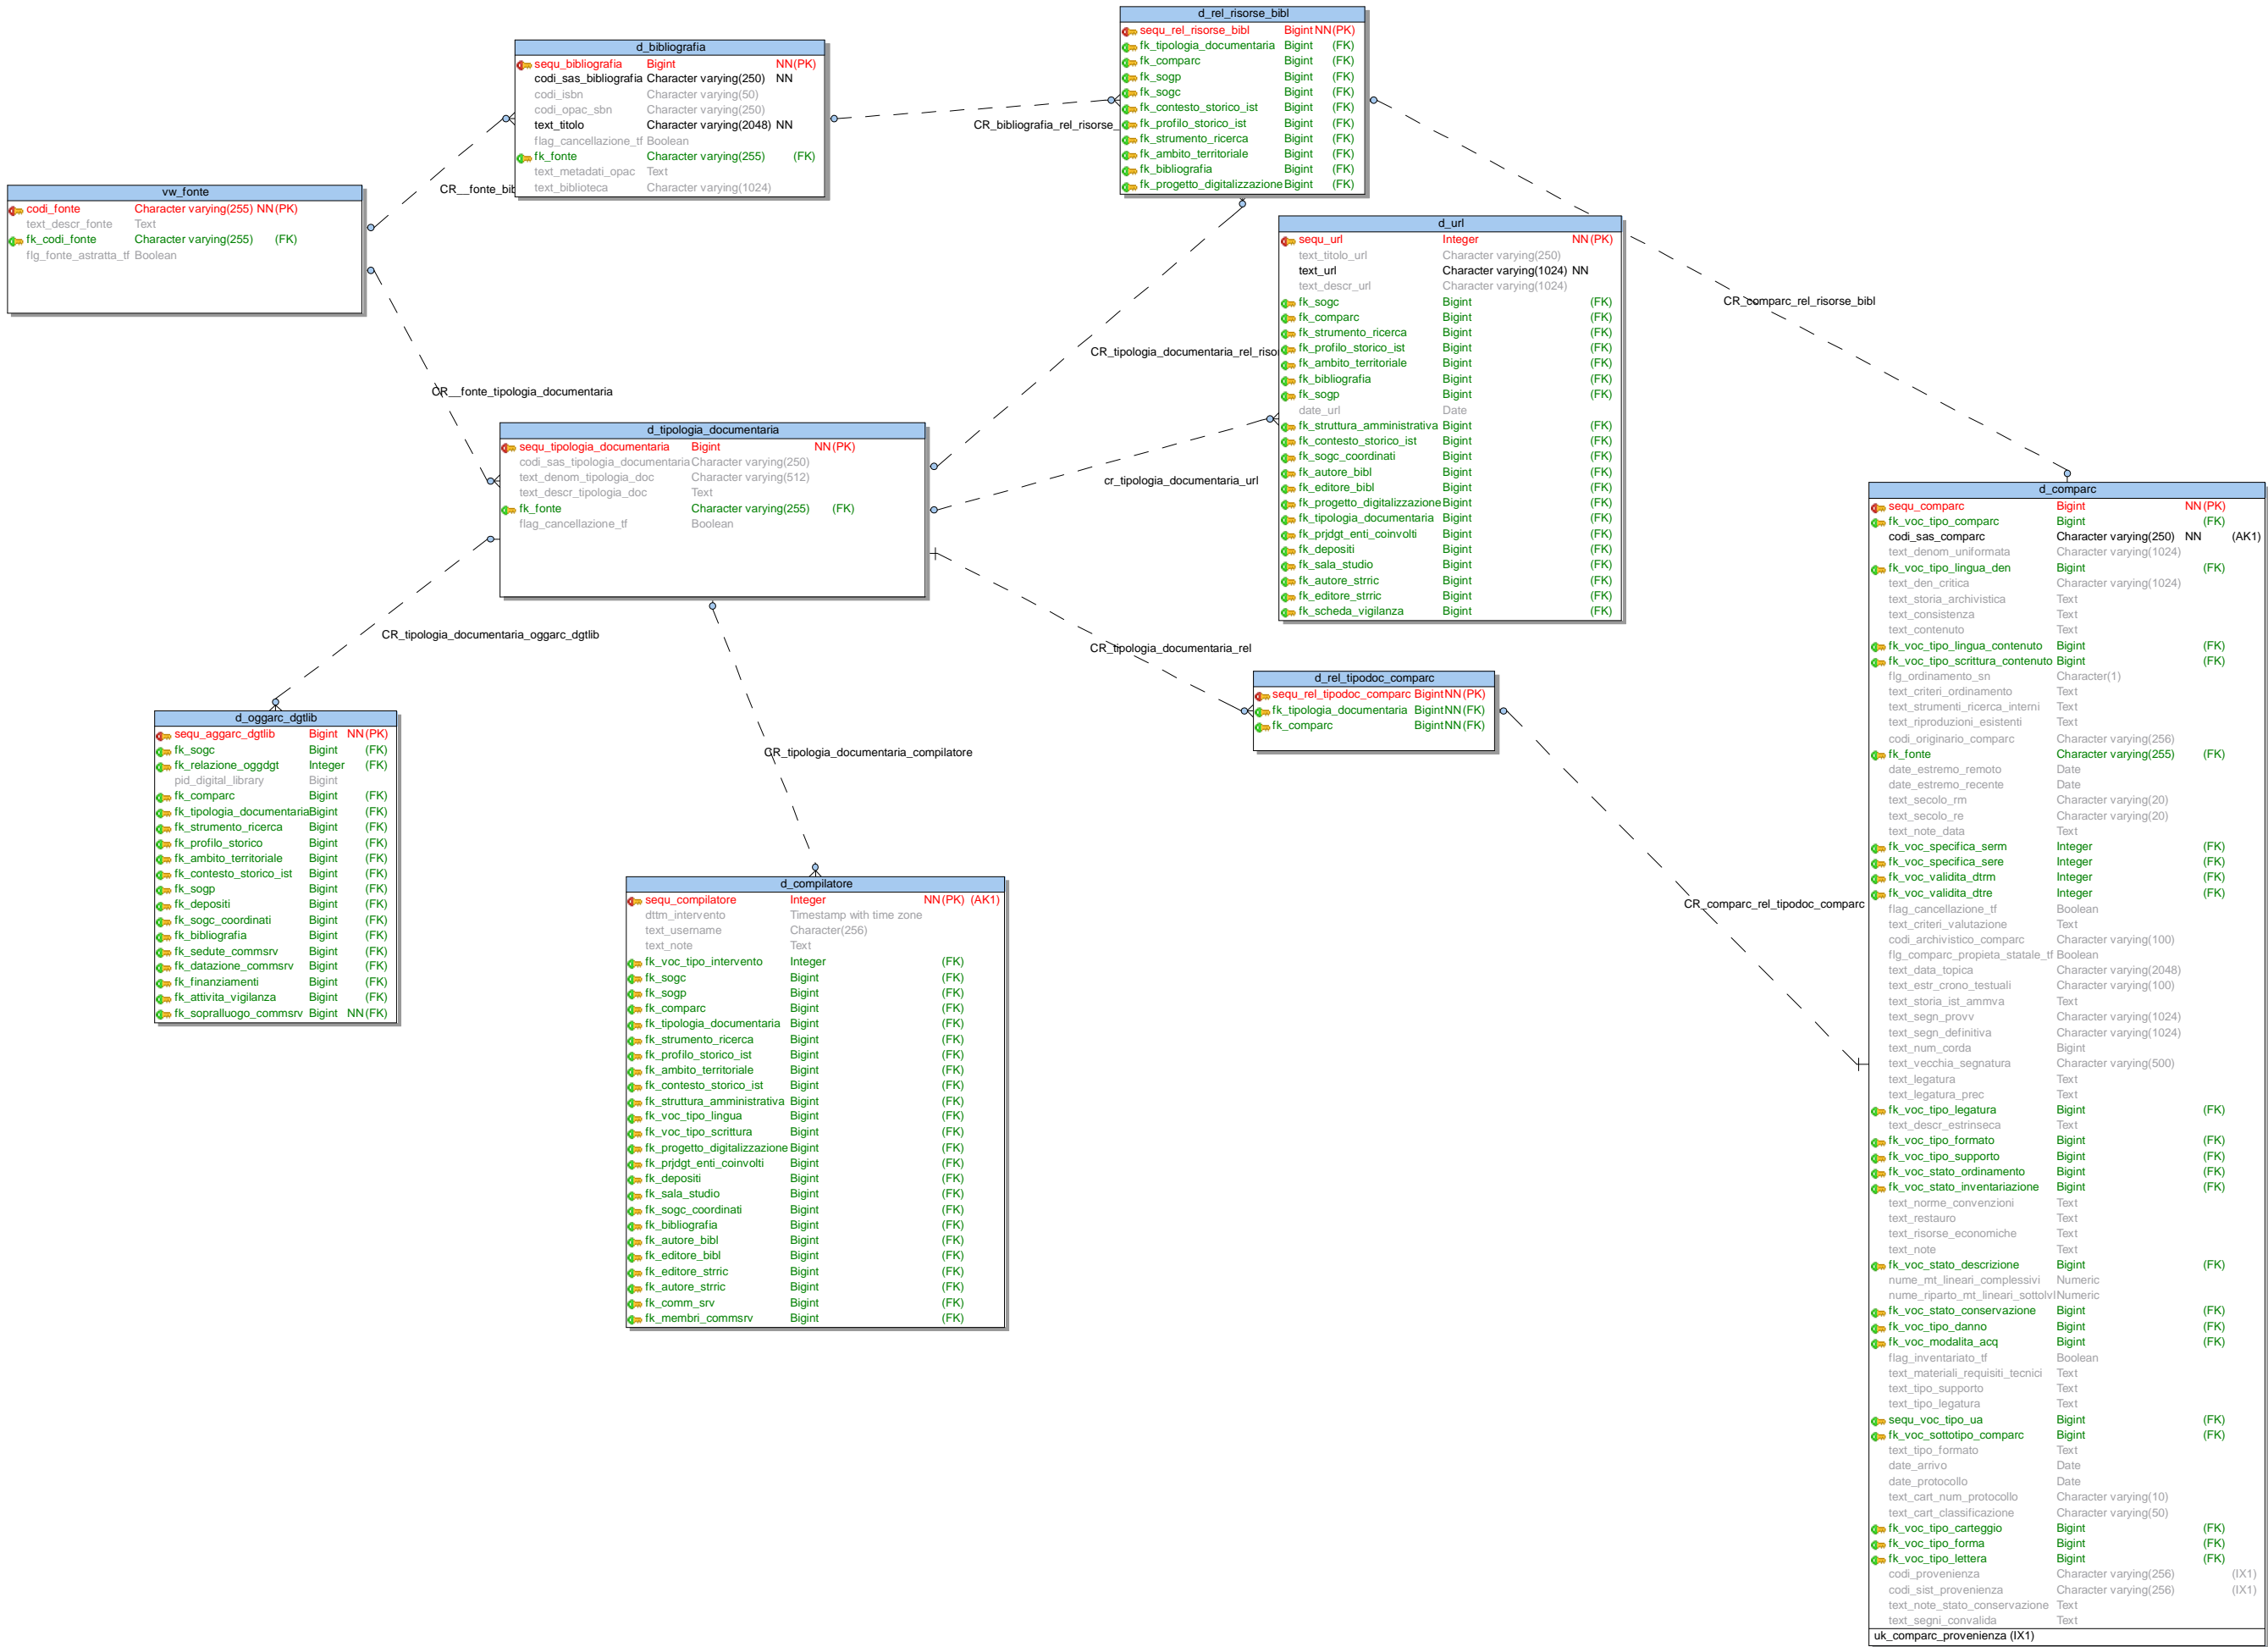 d_rel_risorse_bibl
sequ_rel_risorse_bibl Bigint NN (PK)
fk_tipologia_documentaria Bigint (FK)
fk_comparc Bigint (FK)
fk_sogp Bigint (FK)
fk_sogc Bigint (FK)
fk_contesto_storico_ist Bigint (FK)
fk_profilo_storico_ist Bigint (FK)
fk_strumento_ricerca Bigint (FK)
fk_ambito_territoriale Bigint (FK)
fk_bibliografia Bigint (FK)
fk_progetto_digitalizzazione Bigint (FK)
d_bibliografia
sequ_bibliografia Bigint NN (PK)
codi_sas_bibliografia Character varying(250) NN
codi_isbn Character varying(50)
codi_opac_sbn Character varying(250)
text_titolo Character varying(2048) NN
flag_cancellazione_tf Boolean
fk_fonte Character varying(255) (FK)
text_metadati_opac Text
text_biblioteca Character varying(1024)
CR_bibliografia_rel_risorse_
CR__fonte_bib
vw_fonte
codi_fonte Character varying(255) NN (PK)
text_descr_fonte Text
fk_codi_fonte Character varying(255) (FK)
flg_fonte_astratta_tf Boolean
d_url
sequ_url Integer NN (PK)
text_titolo_url Character varying(250)
text_url Character varying(1024) NN
text_descr_url Character varying(1024)
fk_sogc Bigint (FK)
fk_comparc Bigint (FK)
fk_strumento_ricerca Bigint (FK)
fk_profilo_storico_ist Bigint (FK)
fk_ambito_territoriale Bigint (FK)
fk_bibliografia Bigint (FK)
fk_sogp Bigint (FK)
date_url Date
fk_struttura_amministrativa Bigint (FK)
fk_contesto_storico_ist Bigint (FK)
fk_sogc_coordinati Bigint (FK)
fk_autore_bibl Bigint (FK)
fk_editore_bibl Bigint (FK)
fk_progetto_digitalizzazione Bigint (FK)
fk_tipologia_documentaria Bigint (FK)
fk_prjdgt_enti_coinvolti Bigint (FK)
fk_depositi Bigint (FK)
fk_sala_studio Bigint (FK)
fk_autore_strric Bigint (FK)
fk_editore_strric Bigint (FK)
fk_scheda_vigilanza Bigint (FK)
CR_comparc_rel_risorse_bibl
CR_tipologia_documentaria_rel_riso
CR__fonte_tipologia_documentaria
d_tipologia_documentaria
sequ_tipologia_documentaria Bigint NN (PK)
codi_sas_tipologia_documentaria Character varying(250)
text_denom_tipologia_doc Character varying(512)
text_descr_tipologia_doc Text
fk_fonte Character varying(255) (FK)
flag_cancellazione_tf Boolean
cr_tipologia_documentaria_url
CR_tipologia_documentaria_oggarc_dgtlib
CR_tipologia_documentaria_rel
d_rel_tipodoc_comparc
sequ_rel_tipodoc_comparc Bigint NN (PK)
fk_tipologia_documentaria Bigint NN (FK)
fk_comparc Bigint NN (FK)
CR_tipologia_documentaria_compilatore
d_oggarc_dgtlib
sequ_aggarc_dgtlib Bigint NN (PK)
fk_sogc Bigint (FK)
fk_relazione_oggdgt Integer (FK)
pid_digital_library Bigint
fk_comparc Bigint (FK)
fk_tipologia_documentaria Bigint (FK)
fk_strumento_ricerca Bigint (FK)
fk_profilo_storico Bigint (FK)
fk_ambito_territoriale Bigint (FK)
fk_contesto_storico_ist Bigint (FK)
fk_sogp Bigint (FK)
fk_depositi Bigint (FK)
fk_sogc_coordinati Bigint (FK)
fk_bibliografia Bigint (FK)
fk_sedute_commsrv Bigint (FK)
fk_datazione_commsrv Bigint (FK)
fk_finanziamenti Bigint (FK)
fk_attivita_vigilanza Bigint (FK)
fk_sopralluogo_commsrv Bigint NN (FK)
d_compilatore
sequ_compilatore Integer NN (PK) (AK1)
dttm_intervento Timestamp with time zone
text_username Character(256)
text_note Text
fk_voc_tipo_intervento Integer (FK)
fk_sogc Bigint (FK)
fk_sogp Bigint (FK)
fk_comparc Bigint (FK)
fk_tipologia_documentaria Bigint (FK)
fk_strumento_ricerca Bigint (FK)
fk_profilo_storico_ist Bigint (FK)
fk_ambito_territoriale Bigint (FK)
fk_contesto_storico_ist Bigint (FK)
fk_struttura_amministrativa Bigint (FK)
fk_voc_tipo_lingua Bigint (FK)
fk_voc_tipo_scrittura Bigint (FK)
fk_progetto_digitalizzazione Bigint (FK)
fk_prjdgt_enti_coinvolti Bigint (FK)
fk_depositi Bigint (FK)
fk_sala_studio Bigint (FK)
fk_sogc_coordinati Bigint (FK)
fk_bibliografia Bigint (FK)
fk_autore_bibl Bigint (FK)
fk_editore_bibl Bigint (FK)
fk_editore_strric Bigint (FK)
fk_autore_strric Bigint (FK)
fk_comm_srv Bigint (FK)
fk_membri_commsrv Bigint (FK)
CR_comparc_rel_tipodoc_comparc
d_comparc
sequ_comparc Bigint NN (PK)
fk_voc_tipo_comparc Bigint (FK)
codi_sas_comparc Character varying(250) NN (AK1)
text_denom_uniformata Character varying(1024)
fk_voc_tipo_lingua_den Bigint (FK)
text_den_critica Character varying(1024)
text_storia_archivistica Text
text_consistenza Text
text_contenuto Text
fk_voc_tipo_lingua_contenuto Bigint (FK)
fk_voc_tipo_scrittura_contenuto Bigint (FK)
flg_ordinamento_sn Character(1)
text_criteri_ordinamento Text
text_strumenti_ricerca_interni Text
text_riproduzioni_esistenti Text
codi_originario_comparc Character varying(256)
fk_fonte Character varying(255) (FK)
date_estremo_remoto Date
date_estremo_recente Date
text_secolo_rm Character varying(20)
text_secolo_re Character varying(20)
text_note_data Text
fk_voc_specifica_serm Integer (FK)
fk_voc_specifica_sere Integer (FK)
fk_voc_validita_dtrm Integer (FK)
fk_voc_validita_dtre Integer (FK)
flag_cancellazione_tf Boolean
text_criteri_valutazione Text
codi_archivistico_comparc Character varying(100)
flg_comparc_propieta_statale_tf Boolean
text_data_topica Character varying(2048)
text_estr_crono_testuali Character varying(100)
text_storia_ist_ammva Text
text_segn_provv Character varying(1024)
text_segn_definitiva Character varying(1024)
text_num_corda Bigint
text_vecchia_segnatura Character varying(500)
text_legatura Text
text_legatura_prec Text
fk_voc_tipo_legatura Bigint (FK)
text_descr_estrinseca Text
fk_voc_tipo_formato Bigint (FK)
fk_voc_tipo_supporto Bigint (FK)
fk_voc_stato_ordinamento Bigint (FK)
fk_voc_stato_inventariazione Bigint (FK)
text_norme_convenzioni Text
text_restauro Text
text_risorse_economiche Text
text_note Text
fk_voc_stato_descrizione Bigint (FK)
nume_mt_lineari_complessivi Numeric
nume_riparto_mt_lineari_sottolvl Numeric
fk_voc_stato_conservazione Bigint (FK)
fk_voc_tipo_danno Bigint (FK)
fk_voc_modalita_acq Bigint (FK)
flag_inventariato_tf Boolean
text_materiali_requisiti_tecnici Text
text_tipo_supporto Text
text_tipo_legatura Text
sequ_voc_tipo_ua Bigint (FK)
fk_voc_sottotipo_comparc Bigint (FK)
text_tipo_formato Text
date_arrivo Date
date_protocollo Date
text_cart_num_protocollo Character varying(10)
text_cart_classificazione Character varying(50)
fk_voc_tipo_carteggio Bigint (FK)
fk_voc_tipo_forma Bigint (FK)
fk_voc_tipo_lettera Bigint (FK)
codi_provenienza Character varying(256) (IX1)
codi_sist_provenienza Character varying(256) (IX1)
text_note_stato_conservazione Text
text_segni_convalida Text
uk_comparc_provenienza (IX1)